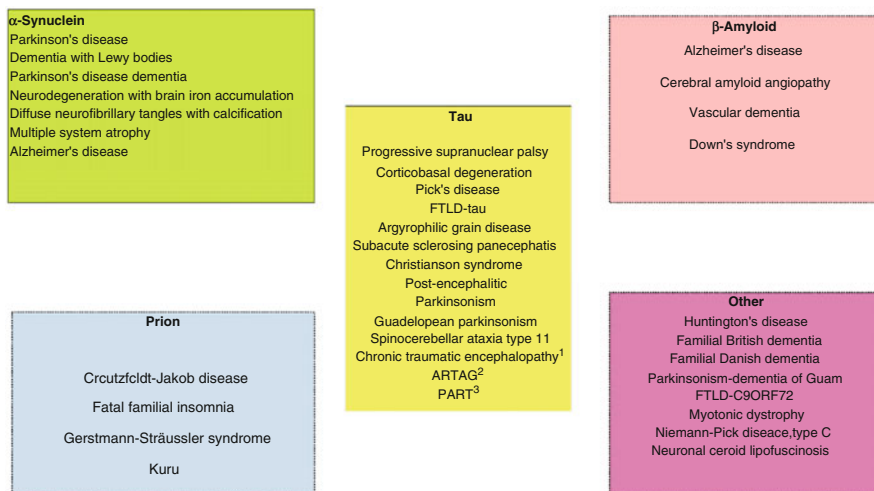 α-Synuclein
Parkinson's disease
Dementia with Lewy bodies
Parkinson's disease dementia
Neurodegeneration with brain iron accumulation
Diffuse neurofibrillary tangles with calcification
Multiple system atrophy
Alzheimer's disease
β-Amyloid
Alzheimer's disease
Cerebral amyloid angiopathy
Vascular dementia
Down's syndrome
Tau
Progressive supranuclear palsy
Corticobasal degeneration
Pick's disease
FTLD-tau
Argyrophilic grain disease
Subacute sclerosing panecephatis
Christianson syndrome
Post-encephalitic
Parkinsonism
Guadelopean parkinsonism
Spinocerebellar ataxia type 11
Chronic traumatic encephalopathy¹
ARTAG²
PART³
Prion
Crcutzfcldt-Jakob disease
Fatal familial insomnia
Gerstmann-Sträussler syndrome
Kuru
Other
Huntington's disease
Familial British dementia
Familial Danish dementia
Parkinsonism-dementia of Guam
FTLD-C9ORF72
Myotonic dystrophy
Niemann-Pick diseace,type C
Neuronal ceroid lipofuscinosis